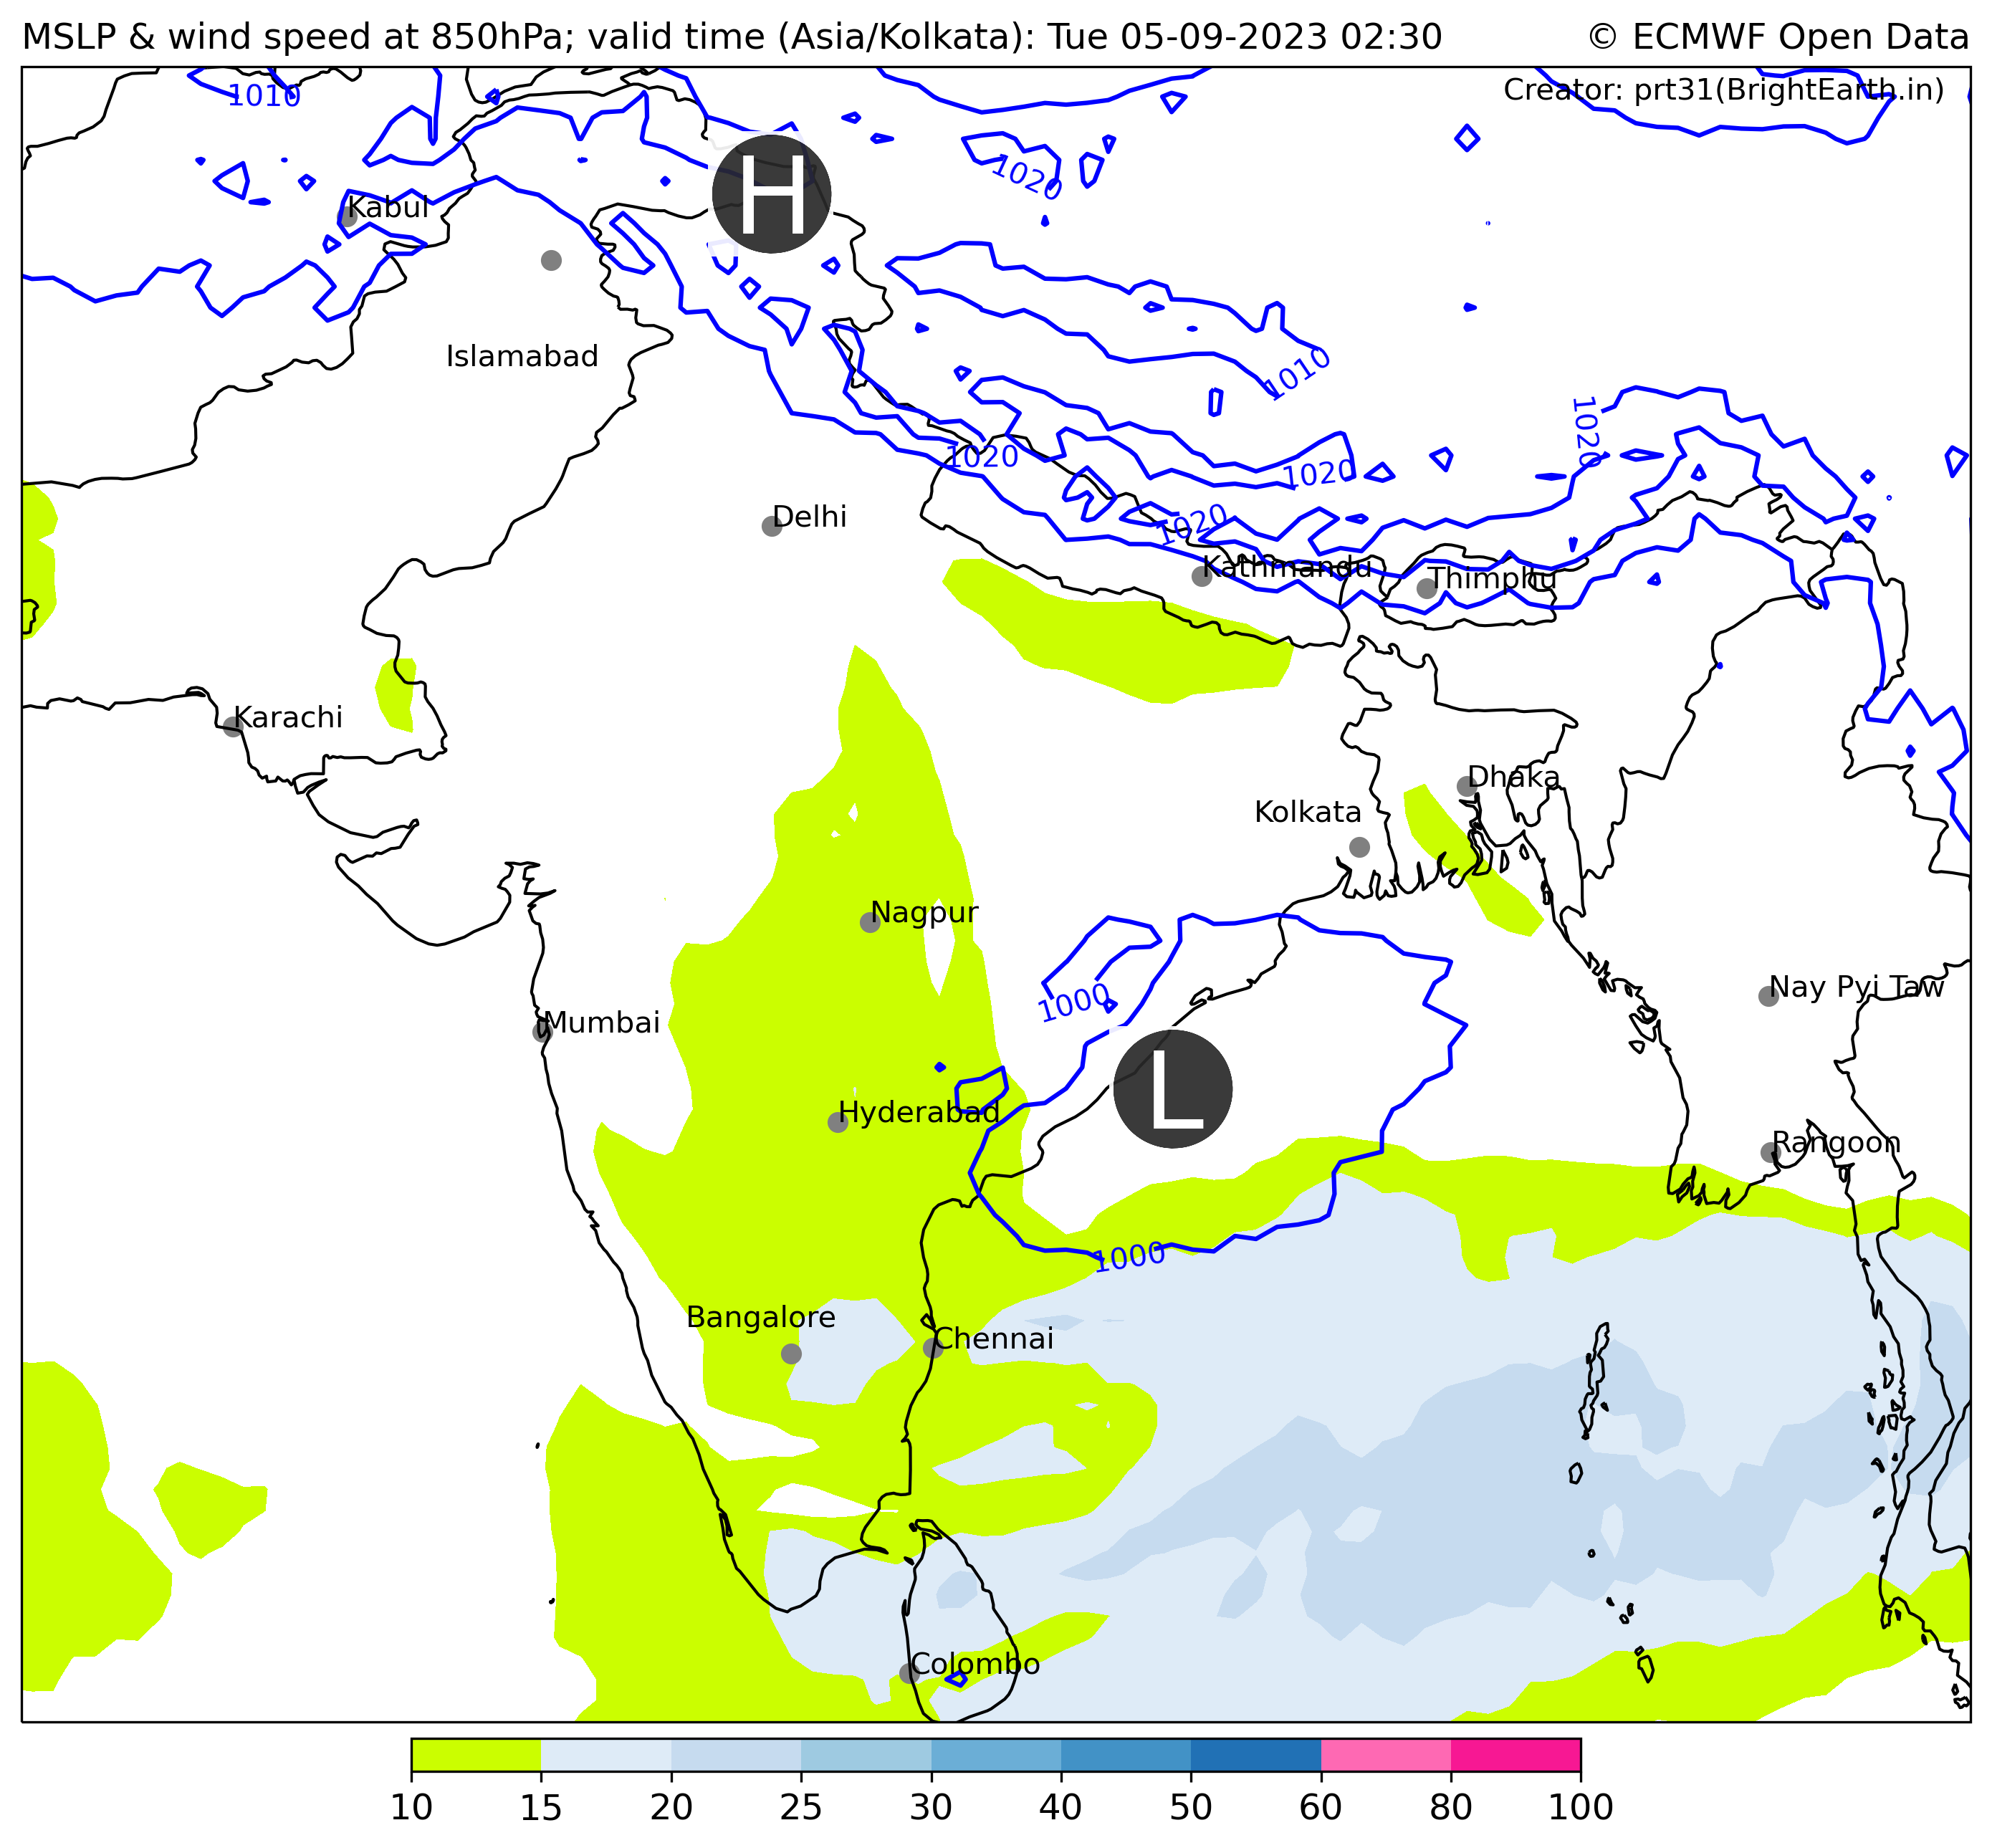 MSLP & wind speed at 850hPa; valid time (Asia/Kolkata): Tue 05-09-2023 02:30
© ECMWF Open Data
Creator: prt31(BrightEarth.in)
1010
H
1020
Kabul
Islamabad
1010
1020
1020
1020
Delhi
1020
Kathmandu
Thimphu
Karachi
Dhaka
Kolkata
Nagpur
1000
Nay Pyi Taw
Mumbai
L
Hyderabad
Rangoon
1000
Bangalore
Chennai
Colombo
10 15 20 25 30 40 50 60 80 100